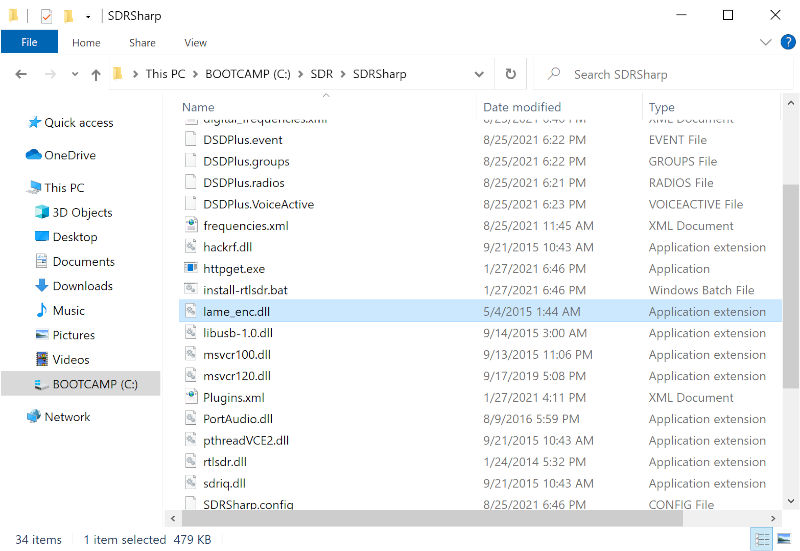 SDRSharp
File Home Share View
This PC > BOOTCAMP (C:) > SDR > SDRSharp Search SDRSharp
Name Date modified Type
digital_frequencies.xml 8/25/2021 6:46 PM XML Document
DSDPlus.event 8/25/2021 6:22 PM EVENT File
DSDPlus.groups 8/25/2021 6:22 PM GROUPS File
DSDPlus.radios 8/25/2021 6:21 PM RADIOS File
DSDPlus.VoiceActive 8/25/2021 6:23 PM VOICEACTIVE File
frequencies.xml 8/25/2021 11:45 AM XML Document
hackrf.dll 9/21/2015 10:43 AM Application extension
httpget.exe 1/27/2021 6:46 PM Application
install-rtlsdr.bat 1/27/2021 6:46 PM Windows Batch File
lame_enc.dll 5/4/2015 1:44 AM Application extension
libusb-1.0.dll 9/14/2015 3:00 AM Application extension
msvcr100.dll 9/13/2015 11:06 PM Application extension
msvcr120.dll 9/17/2019 5:08 PM Application extension
Plugins.xml 1/27/2021 4:11 PM XML Document
PortAudio.dll 8/9/2016 5:59 PM Application extension
pthreadVCE2.dll 9/21/2015 10:43 AM Application extension
rtlsdr.dll 1/24/2014 5:32 PM Application extension
sdriq.dll 9/21/2015 10:43 AM Application extension
SDRSharp.config 8/25/2021 6:46 PM CONFIG File
Quick access
OneDrive
This PC
3D Objects
Desktop
Documents
Downloads
Music
Pictures
Videos
BOOTCAMP (C:)
Network
34 items 1 item selected 479 KB